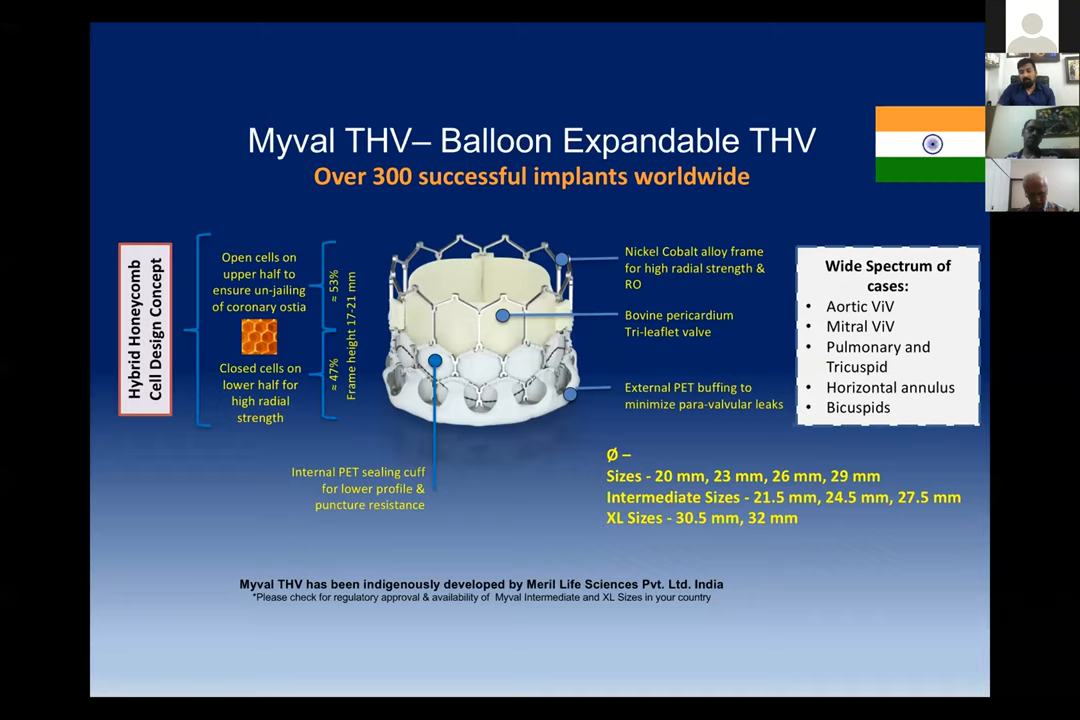 Myval THV– Balloon Expandable THV
Over 300 successful implants worldwide
Hybrid Honeycomb
Cell Design Concept
Open cells on
upper half to
ensure un-jailing
of coronary ostia
Closed cells on
lower half for
high radial
strength
≈ 53%
≈ 47%
Frame height 17-21 mm
Internal PET sealing cuff
for lower profile &
puncture resistance
Nickel Cobalt alloy frame
for high radial strength &
RO
Bovine pericardium
Tri-leaflet valve
External PET buffing to
minimize para-valvular leaks
Wide Spectrum of
cases:
• Aortic ViV
• Mitral ViV
• Pulmonary and
Tricuspid
• Horizontal annulus
• Bicuspids
Ø –
Sizes - 20 mm, 23 mm, 26 mm, 29 mm
Intermediate Sizes - 21.5 mm, 24.5 mm, 27.5 mm
XL Sizes - 30.5 mm, 32 mm
Myval THV has been indigenously developed by Meril Life Sciences Pvt. Ltd. India
*Please check for regulatory approval & availability of Myval Intermediate and XL Sizes in your country